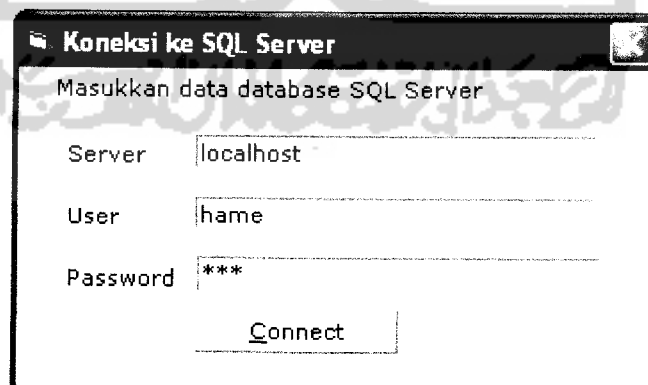 Koneksi ke SQL Server
Masukkan data database SQL Server
Server localhost
User hame
Password ***
Connect